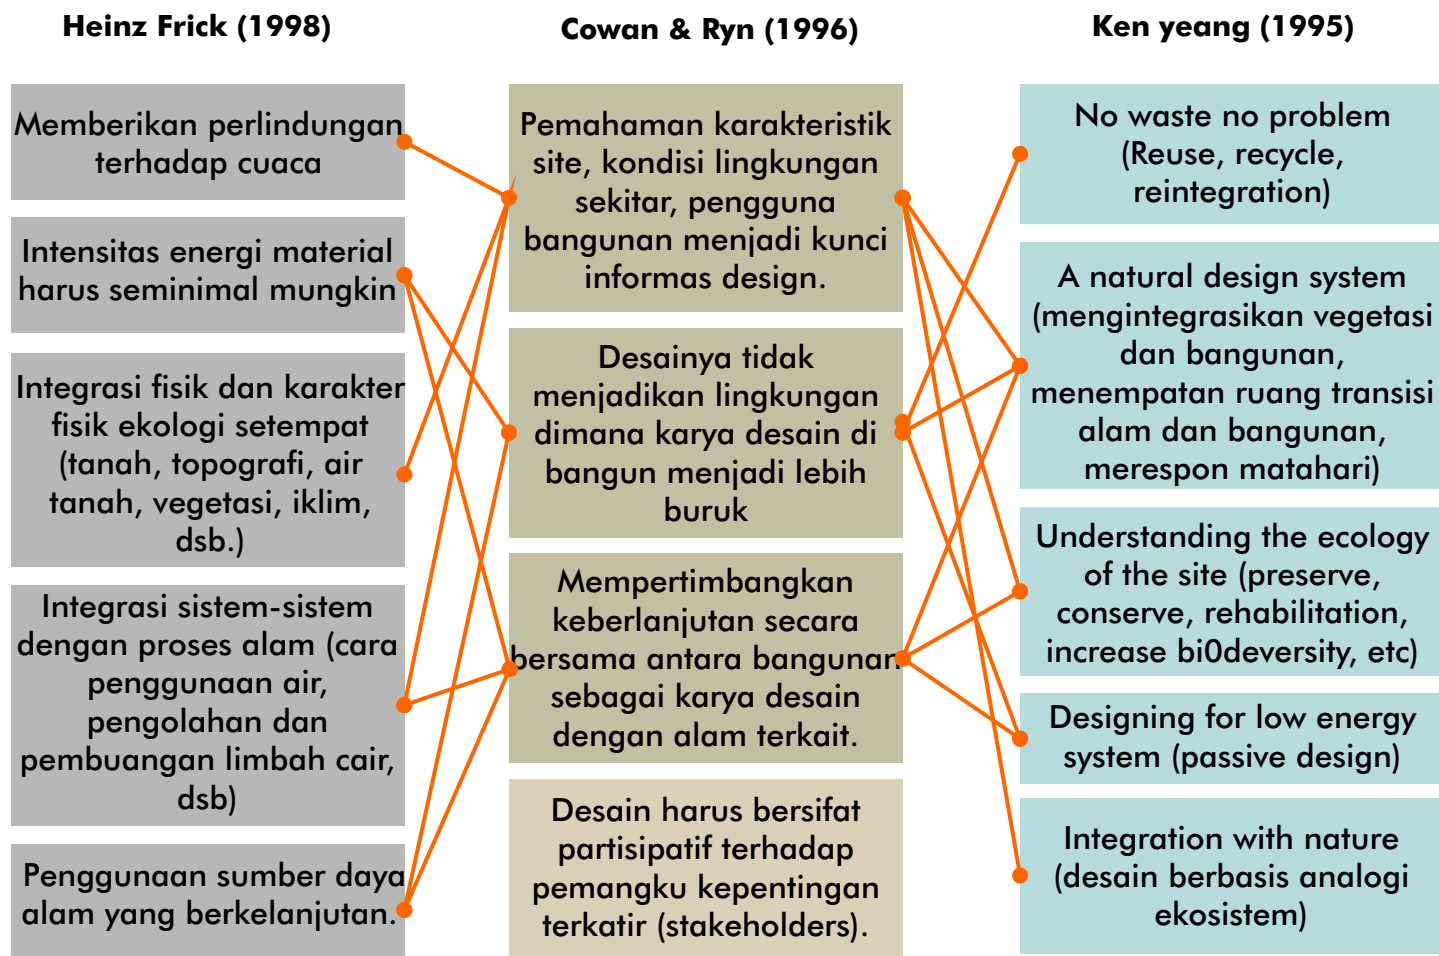 Heinz Frick (1998)
Memberikan perlindungan
terhadap cuaca
Intensitas energi material
harus seminimal mungkin
Integrasi fisik dan karakter
fisik ekologi setempat
(tanah, topografi, air
tanah, vegetasi, iklim,
dsb.)
Integrasi sistem-sistem
dengan proses alam (cara
penggunaan air,
pengolahan dan
pembuangan limbah cair,
dsb)
Penggunaan sumber daya
alam yang berkelanjutan.
Cowan & Ryn (1996)
Pemahaman karakteristik
site, kondisi lingkungan
sekitar, pengguna
bangunan menjadi kunci
informas design.
Desainya tidak
menjadikan lingkungan
dimana karya desain di
bangun menjadi lebih
buruk
Mempertimbangkan
keberlanjutan secara
bersama antara bangunan
sebagai karya desain
dengan alam terkait.
Desain harus bersifat
partisipatif terhadap
pemangku kepentingan
terkatir (stakeholders).
Ken yeang (1995)
No waste no problem
(Reuse, recycle,
reintegration)
A natural design system
(mengintegrasikan vegetasi
dan bangunan,
menempatan ruang transisi
alam dan bangunan,
merespon matahari)
Understanding the ecology
of the site (preserve,
conserve, rehabilitation,
increase bi0deversity, etc)
Designing for low energy
system (passive design)
Integration with nature
(desain berbasis analogi
ekosistem)